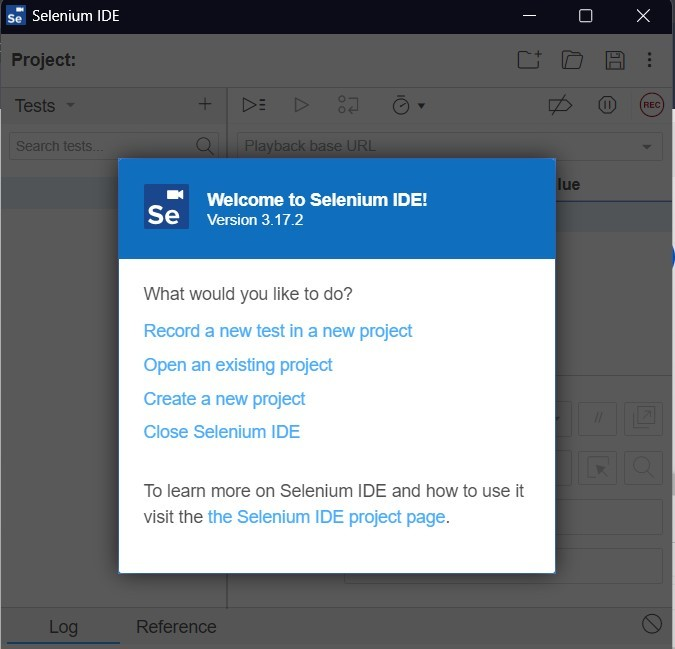 Se Selenium IDE
Project:
Tests
Search tests...
Playback base URL
REC
lue
Se
Welcome to Selenium IDE!
Version 3.17.2
What would you like to do?
Record a new test in a new project
Open an existing project
Create a new project
Close Selenium IDE
To learn more on Selenium IDE and how to use it
visit the the Selenium IDE project page.
//
Log Reference